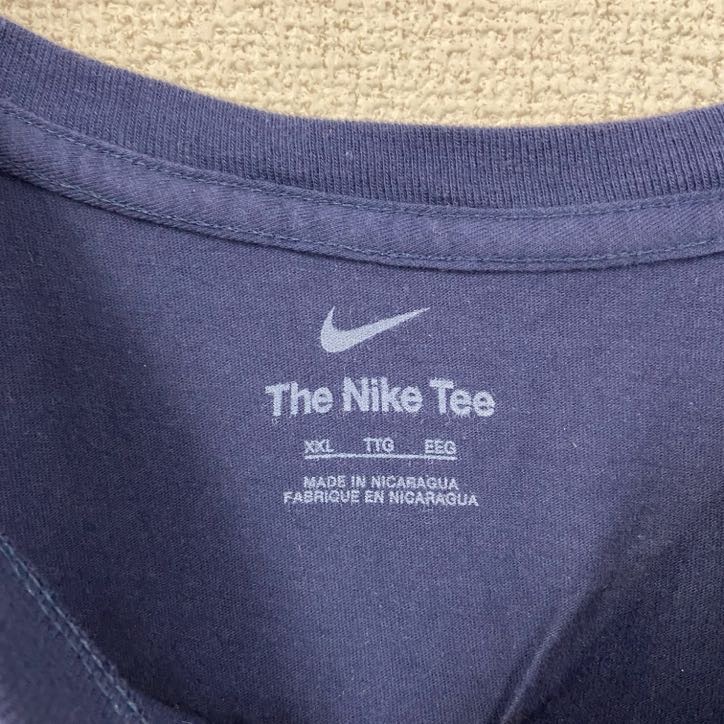 The Nike Tee
XXL TTG EEG
MADE IN NICARAGUA
FABRIQUE EN NICARAGUA